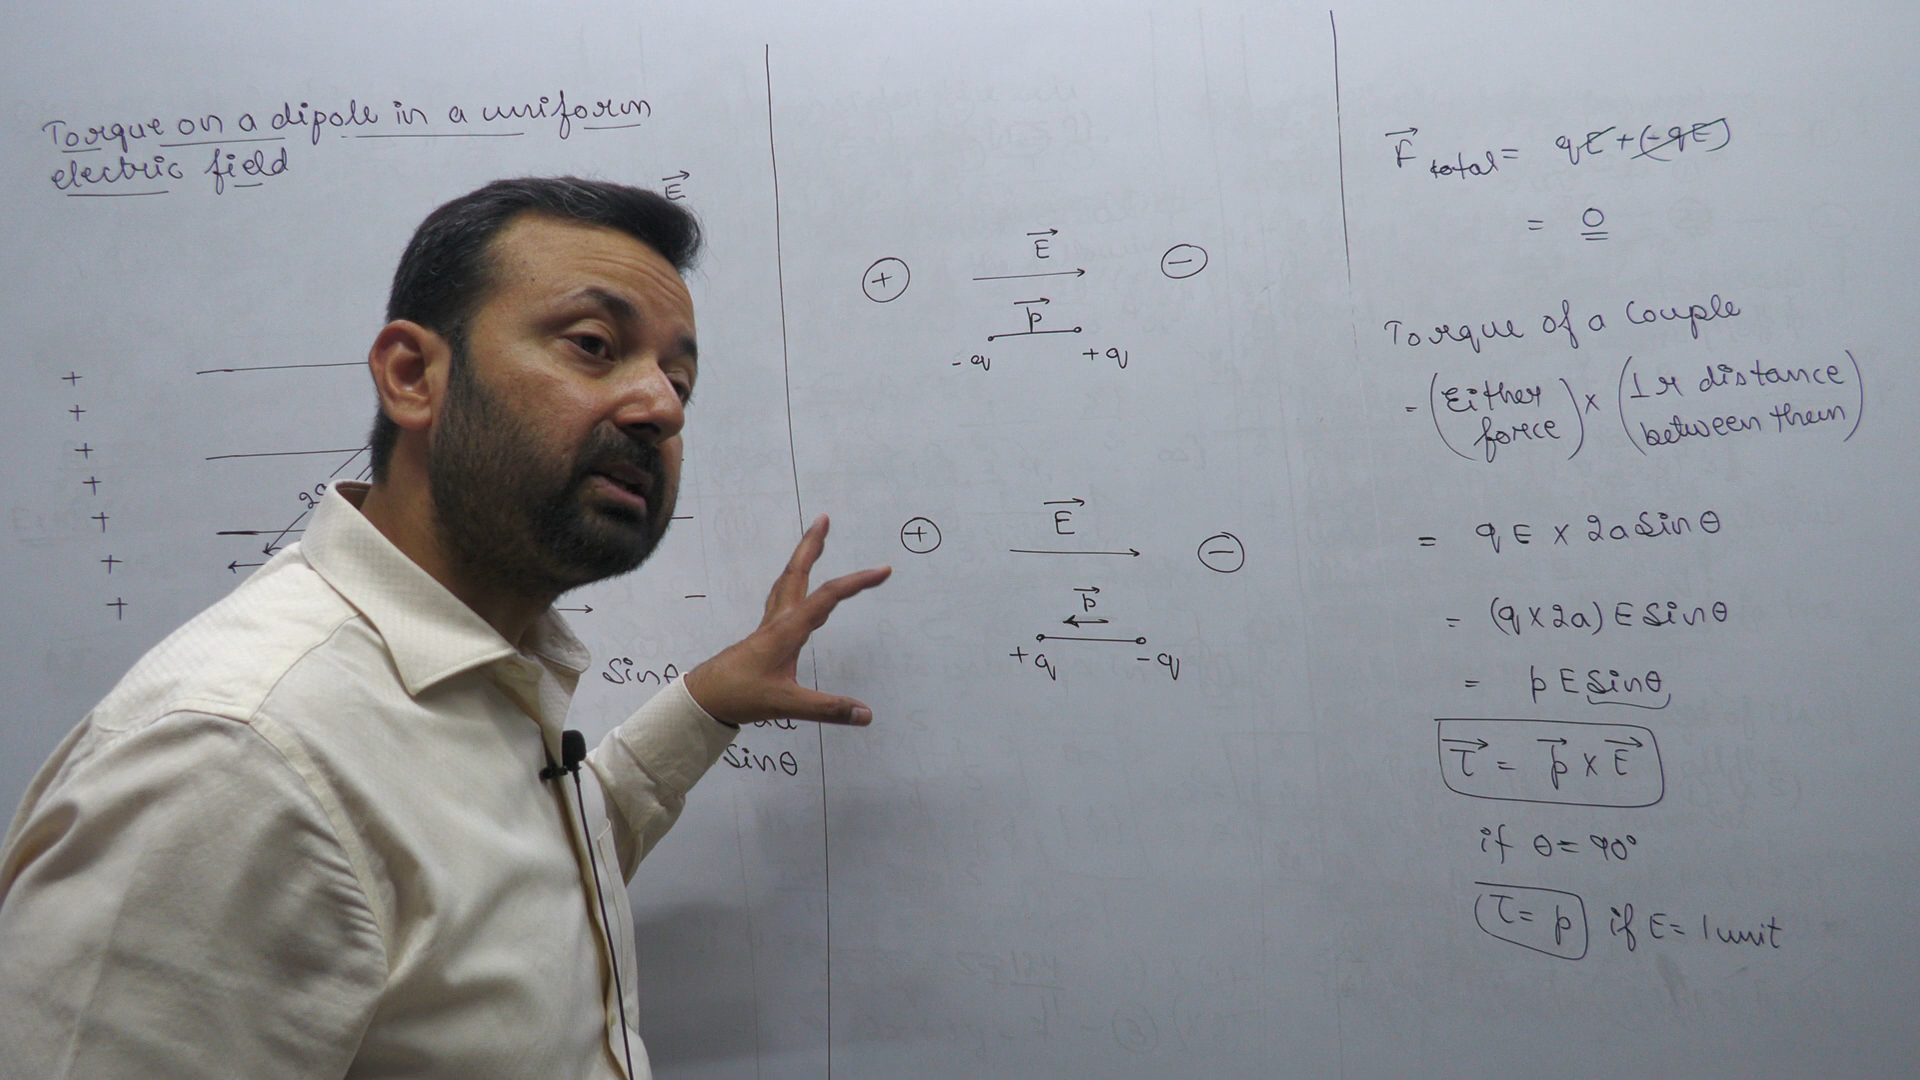 Torque on a dipole in a uniform
electric field
E
+
+
+
+
+
+
+
2a
−
Sinθ
Sinθ
+
E
−
p
-q
+q
+
E
−
p
+q
-q
F total = qE + (-qE)
= 0
Torque of a Couple
= (Either force) × (⊥r distance between them)
= qE × 2a Sinθ
= (q × 2a) E Sinθ
= pE Sinθ
τ = p × E
if θ = 90°
τ = p if E = 1 unit